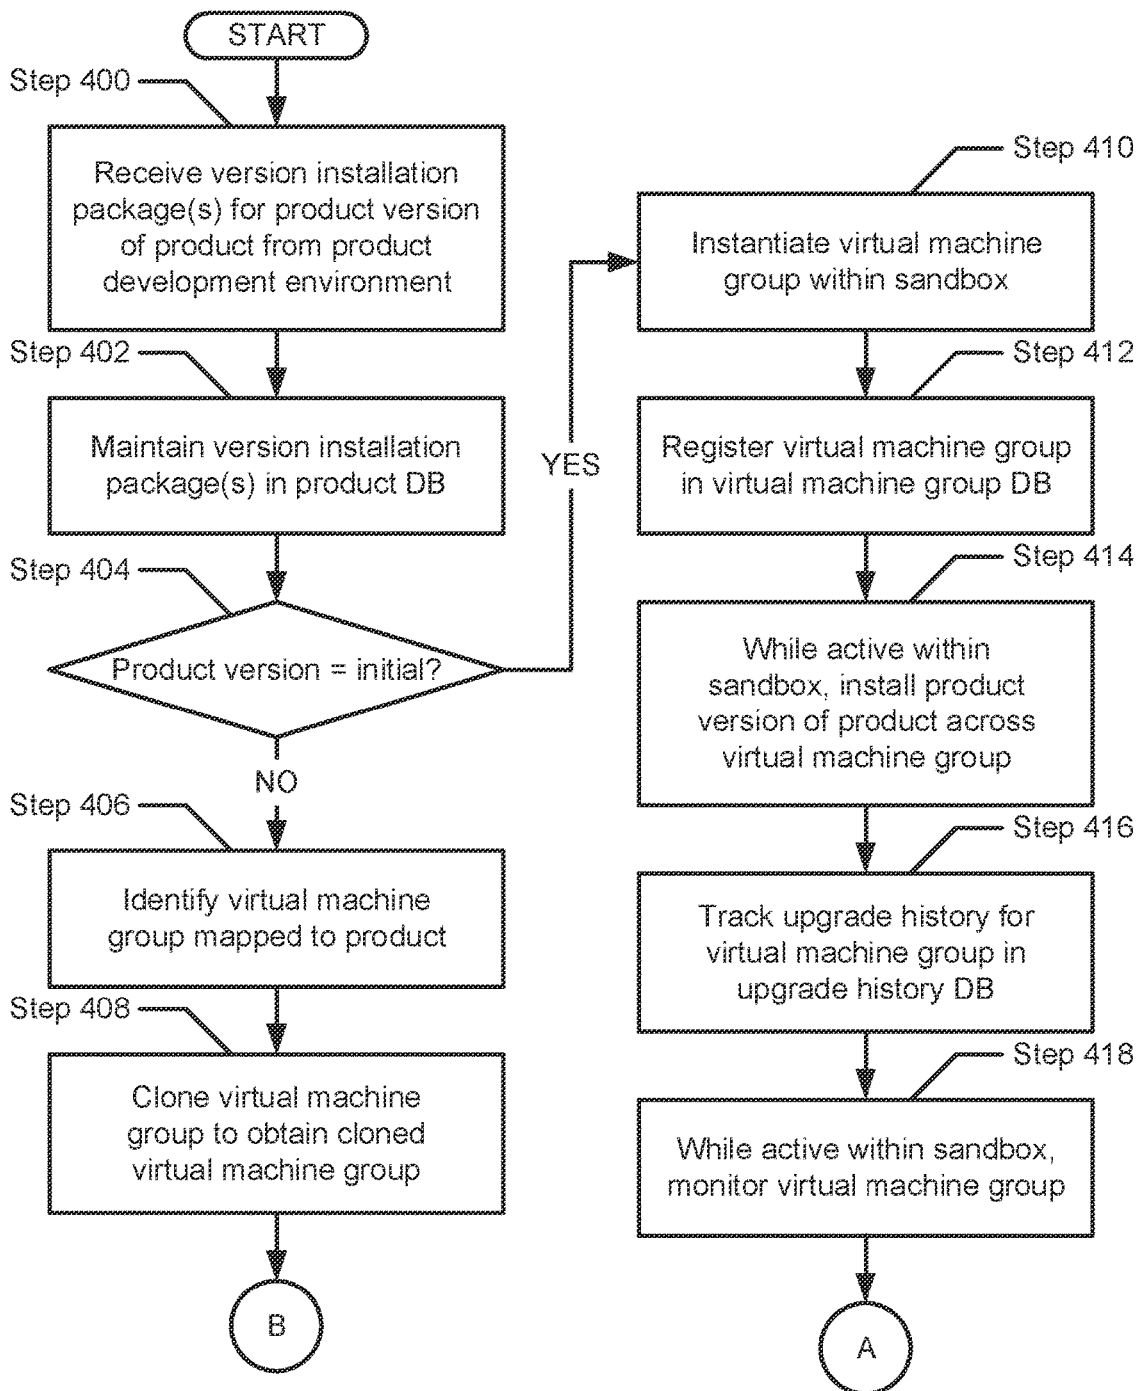 START
Step 400
Receive version installation
package(s) for product version
of product from product
development environment
Step 402
Maintain version installation
package(s) in product DB
Step 404
Product version = initial?
YES
NO
Step 406
Identify virtual machine
group mapped to product
Step 408
Clone virtual machine
group to obtain cloned
virtual machine group
B
Step 410
Instantiate virtual machine
group within sandbox
Step 412
Register virtual machine group
in virtual machine group DB
Step 414
While active within
sandbox, install product
version of product across
virtual machine group
Step 416
Track upgrade history for
virtual machine group in
upgrade history DB
Step 418
While active within sandbox,
monitor virtual machine group
A